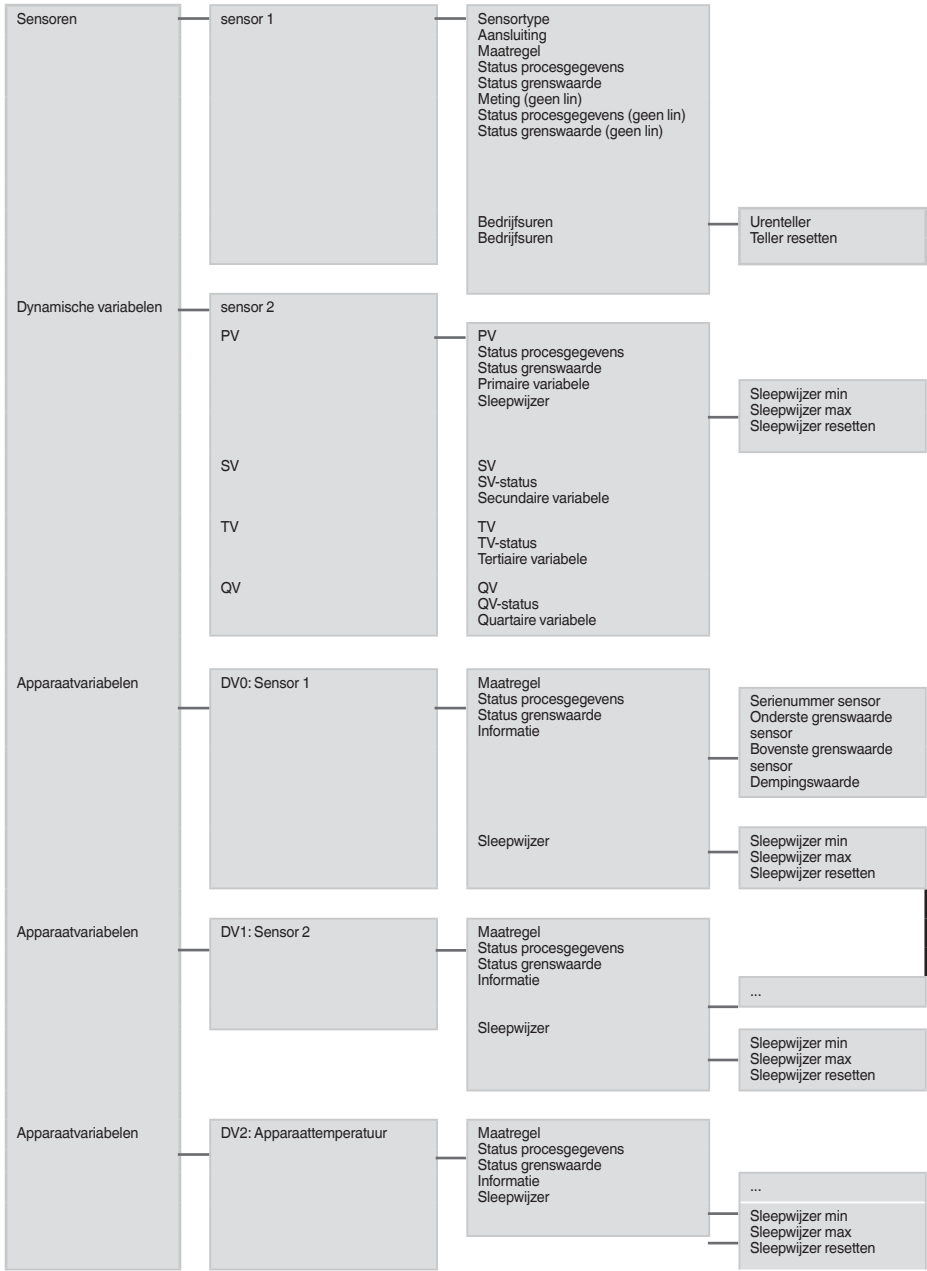 Sensoren
sensor 1
Sensortype
Aansluiting
Maatregel
Status procesgegevens
Status grenswaarde
Meting (geen lin)
Status procesgegevens (geen lin)
Status grenswaarde (geen lin)
Bedrijfsuren
Bedrijfsuren
Urenteller
Teller resetten
Dynamische variabelen
sensor 2
PV
PV
Status procesgegevens
Status grenswaarde
Primaire variabele
Sleepwijzer
Sleepwijzer min
Sleepwijzer max
Sleepwijzer resetten
SV
SV
SV-status
Secundaire variabele
TV
TV
TV-status
Tertiaire variabele
QV
QV
QV-status
Quartaire variabele
Apparaatvariabelen
DV0: Sensor 1
Maatregel
Status procesgegevens
Status grenswaarde
Informatie
Serienummer sensor
Onderste grenswaarde
sensor
Bovenste grenswaarde
sensor
Dempingswaarde
Sleepwijzer
Sleepwijzer min
Sleepwijzer max
Sleepwijzer resetten
Apparaatvariabelen
DV1: Sensor 2
Maatregel
Status procesgegevens
Status grenswaarde
Informatie
...
Sleepwijzer
Sleepwijzer min
Sleepwijzer max
Sleepwijzer resetten
Apparaatvariabelen
DV2: Apparaattemperatuur
Maatregel
Status procesgegevens
Status grenswaarde
Informatie
Sleepwijzer
...
Sleepwijzer min
Sleepwijzer max
Sleepwijzer resetten